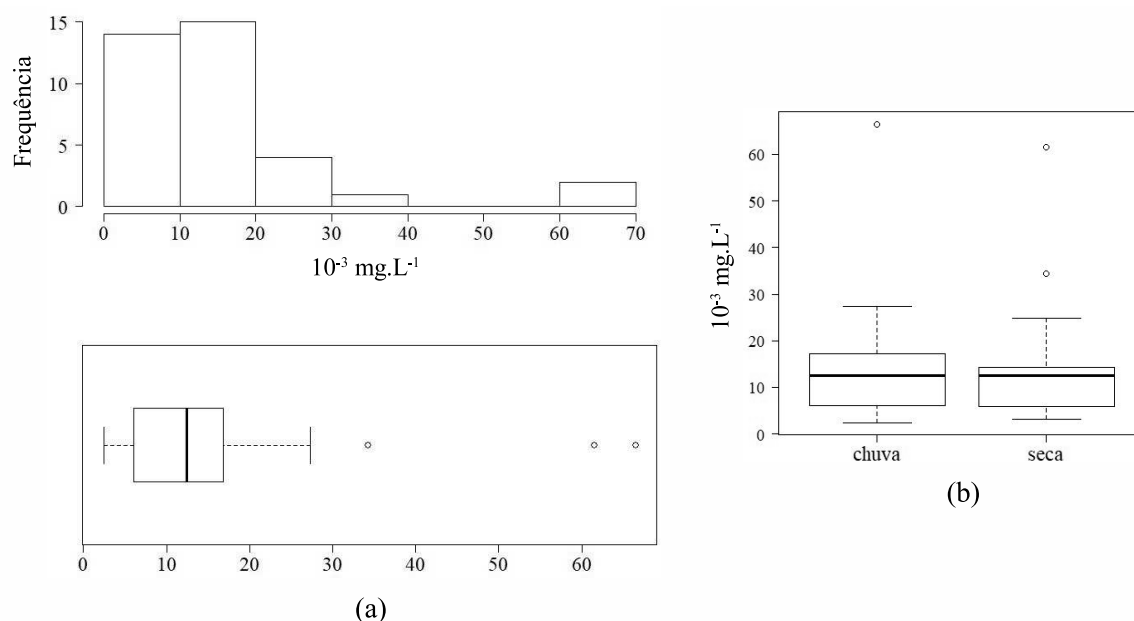 Frequência
15
10
5
0
0 10 20 30 40 50 60 70
10⁻³ mg.L⁻¹
0 10 20 30 40 50 60
(a)
10⁻³ mg.L⁻¹
60
50
40
30
20
10
0
chuva seca
(b)